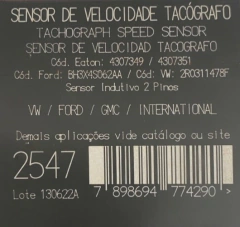 SENSOR DE VELOCIDADE TACÓGRAFO
TACHOGRAPH SPEED SENSOR
SENSOR DE VELOCIDAD TACÓGRAFO
Cód. Eaton: 4307349 / 4307351
Cód. Ford: BH3X4S062AA / Cód: VW: 2R0311478F
Sensor Indutivo 2 Pinos
VW / FORD / GMC / INTERNATIONAL
Demais aplicações vide catálogo ou site
2547
Lote 130622A
7 898694 774290 >